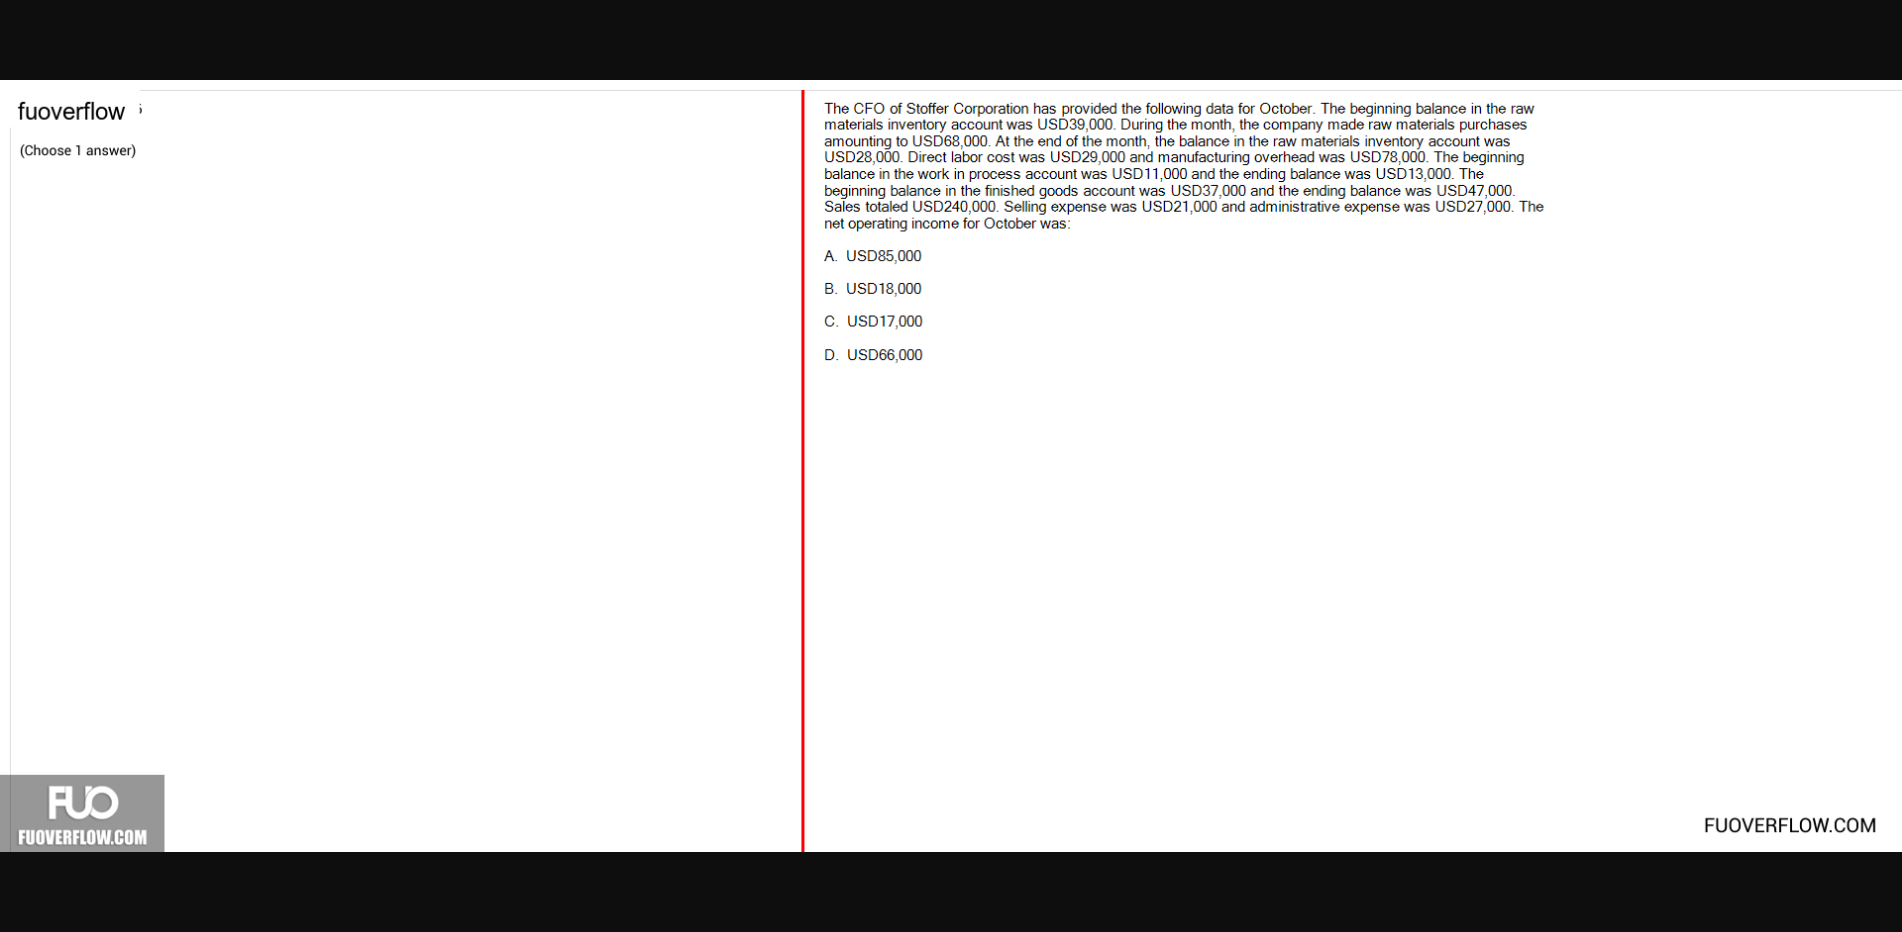 fuoverflow
(Choose 1 answer)
The CFO of Stoffer Corporation has provided the following data for October. The beginning balance in the raw
materials inventory account was USD39,000. During the month, the company made raw materials purchases
amounting to USD68,000. At the end of the month, the balance in the raw materials inventory account was
USD28,000. Direct labor cost was USD29,000 and manufacturing overhead was USD78,000. The beginning
balance in the work in process account was USD11,000 and the ending balance was USD13,000. The
beginning balance in the finished goods account was USD37,000 and the ending balance was USD47,000.
Sales totaled USD240,000. Selling expense was USD21,000 and administrative expense was USD27,000. The
net operating income for October was:
A. USD85,000
B. USD18,000
C. USD17,000
D. USD66,000
FUO
FUOVERFLOW.COM
FUOVERFLOW.COM